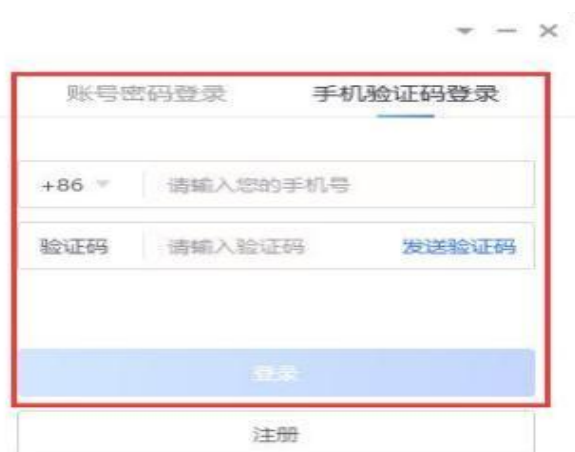 账号密码登录 手机验证码登录
+86 请输入您的手机号
验证码 请输入验证码 发送验证码
登录
注册